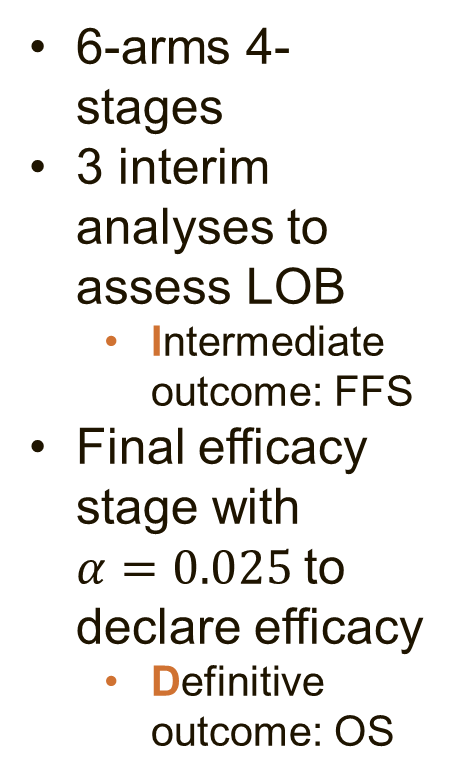 • 6-arms 4-
stages
• 3 interim
analyses to
assess LOB
• Intermediate
outcome: FFS
• Final efficacy
stage with
𝛼 = 0.025 to
declare efficacy
• Definitive
outcome: OS